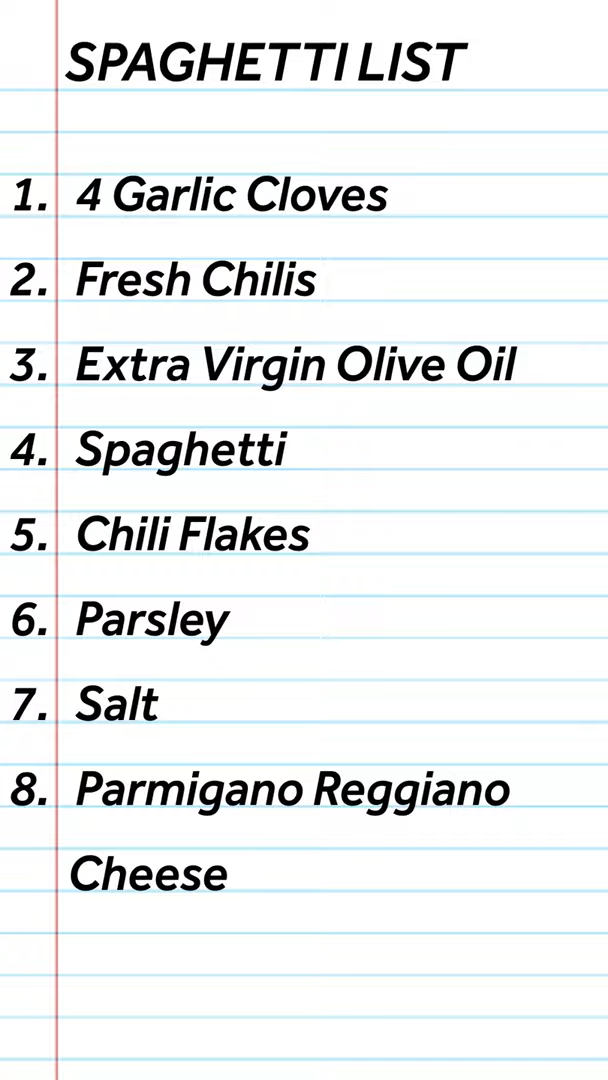 SPAGHETTI LIST
1. 4 Garlic Cloves
2. Fresh Chilis
3. Extra Virgin Olive Oil
4. Spaghetti
5. Chili Flakes
6. Parsley
7. Salt
8. Parmigano Reggiano
Cheese